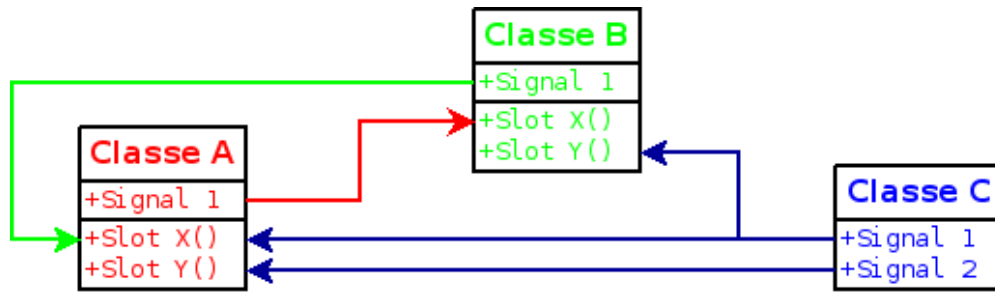 Classe B
+Signal 1
+Slot X()
+Slot Y()
Classe A
+Signal 1
+Slot X()
+Slot Y()
Classe C
+Signal 1
+Signal 2